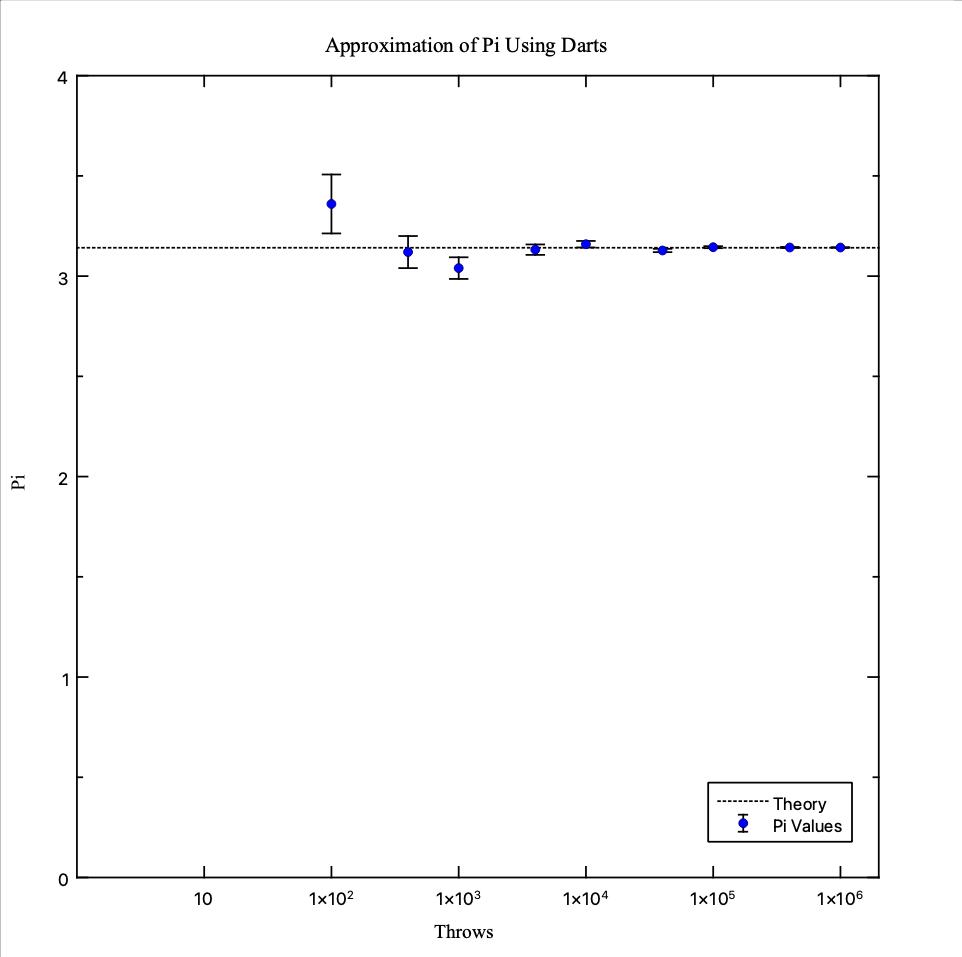 Approximation of Pi Using Darts
4
3
2
1
0
Pi
10
1×10²
1×10³
1×10⁴
1×10⁵
1×10⁶
Throws
Theory
Pi Values